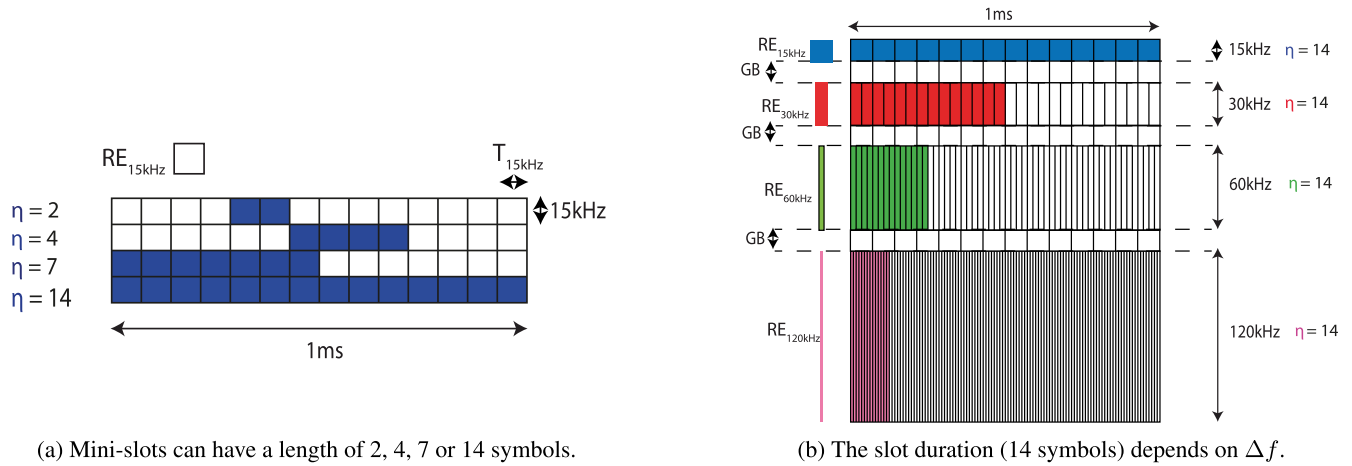 RE15kHz
T15kHz
η = 2
15kHz
η = 4
η = 7
η = 14
1ms
(a) Mini-slots can have a length of 2, 4, 7 or 14 symbols.
1ms
RE15kHz
15kHz η = 14
GB
RE30kHz
30kHz η = 14
GB
RE60kHz
60kHz η = 14
GB
RE120kHz
120kHz η = 14
(b) The slot duration (14 symbols) depends on Δf.